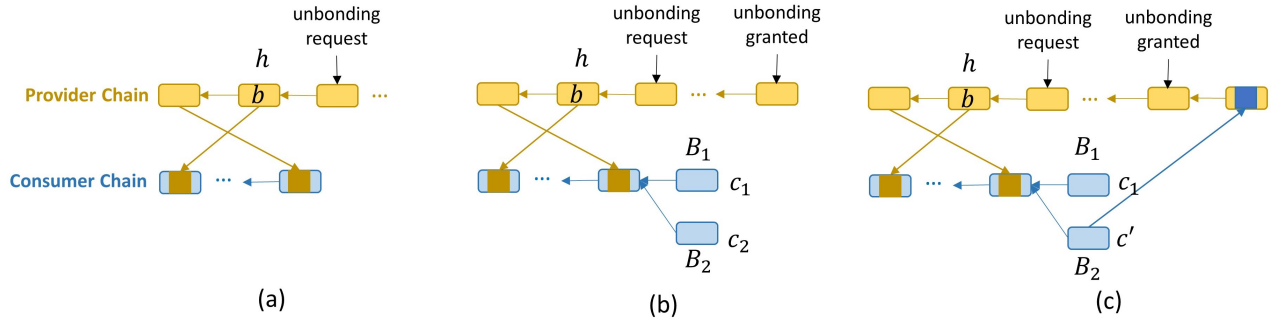 unbonding
request
h
Provider Chain
b
...
Consumer Chain
...
(a)
unbonding
request
unbonding
granted
h
b
...
B₁
...
c₁
c₂
B₂
(b)
unbonding
request
unbonding
granted
h
b
...
B₁
...
c₁
c′
B₂
(c)